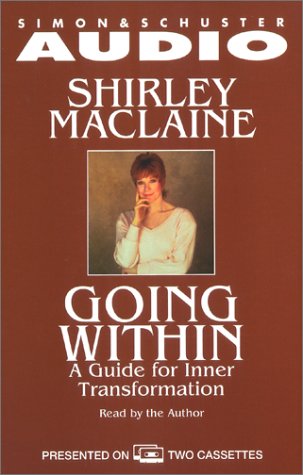 SIMON & SCHUSTER
AUDIO
SHIRLEY
MACLAINE
GOING
WITHIN
A Guide for Inner
Transformation
Read by the Author
PRESENTED ON TWO CASSETTES